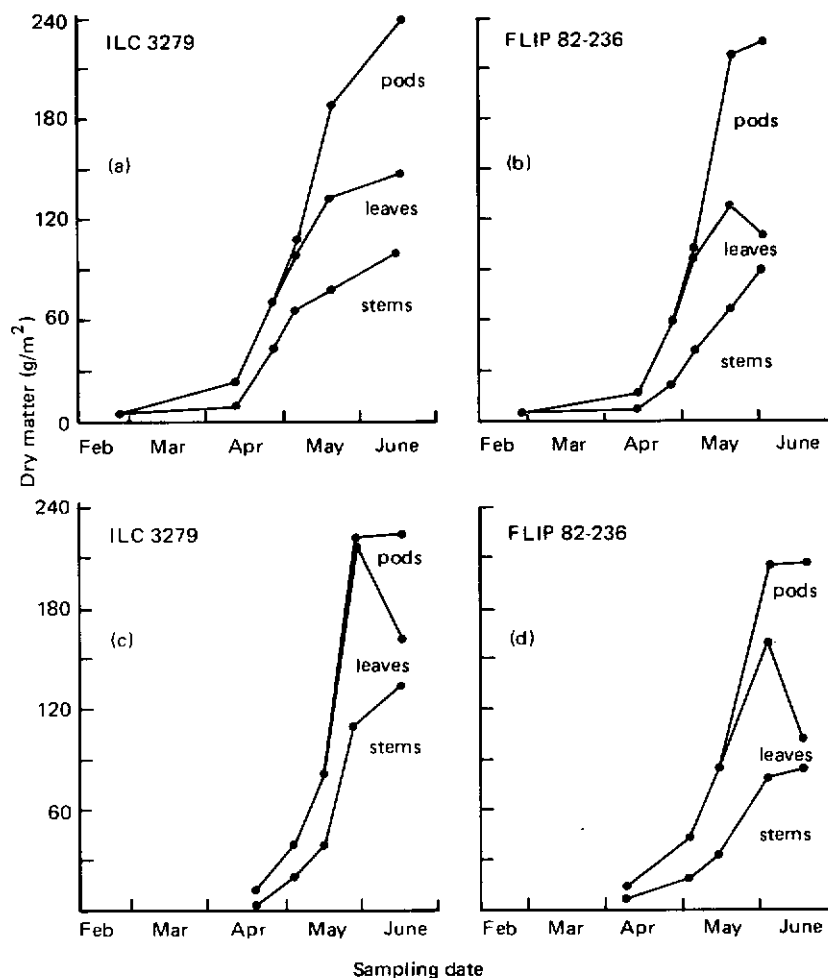 ILC 3279
FLIP 82-236
240
180
120
60
0
Dry matter (g/m²)
(a)
pods
leaves
stems
(b)
pods
leaves
stems
Feb Mar Apr May June
Feb Mar Apr May June
ILC 3279
FLIP 82-236
240
180
120
60
(c)
pods
leaves
stems
(d)
pods
leaves
stems
Feb Mar Apr May June
Feb Mar Apr May June
Sampling date